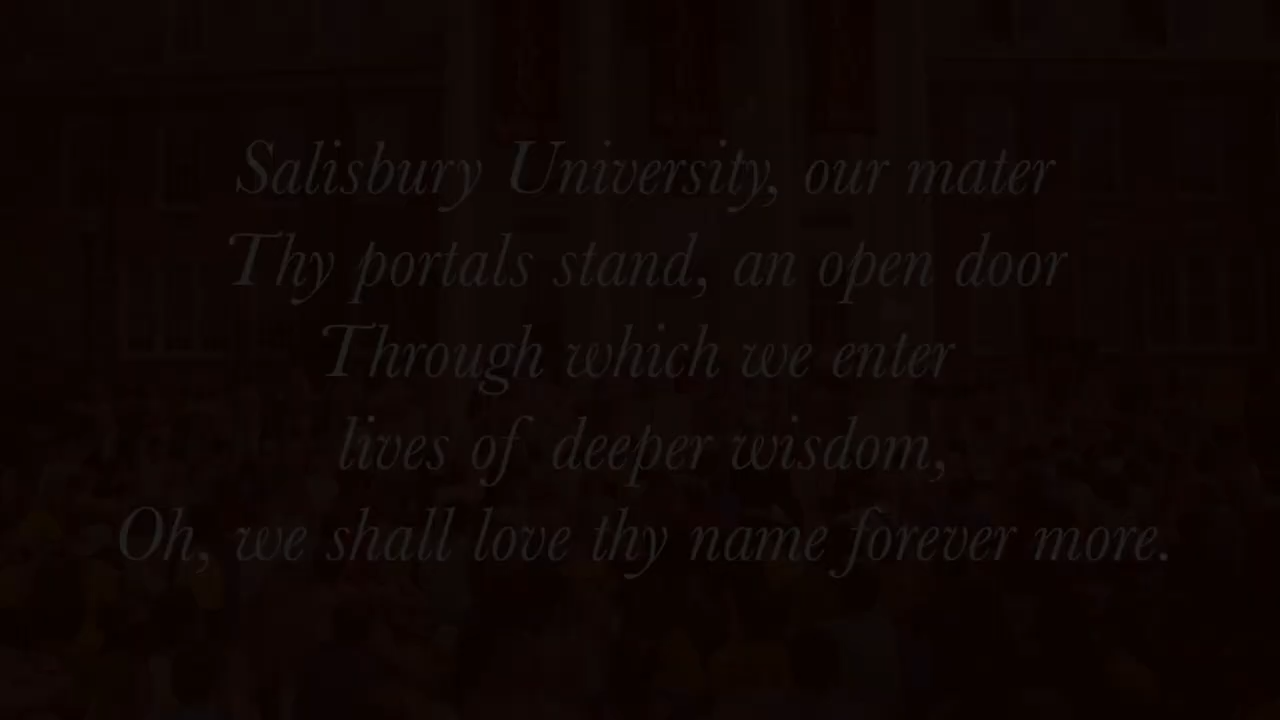 Salisbury University, our mater
Thy portals stand, an open door
Through which we enter
lives of deeper wisdom,
Oh, we shall love thy name forever more.